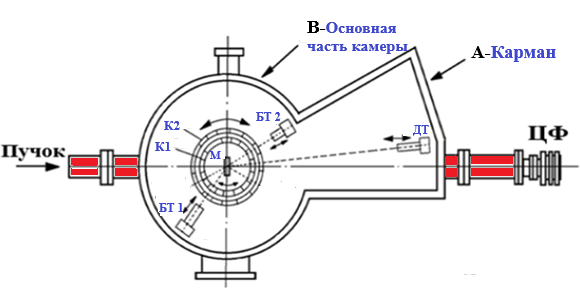 В-Основная
часть камеры
А-Карман
БТ 2
К2
К1
М
ДТ
ЦФ
Пучок
БТ 1